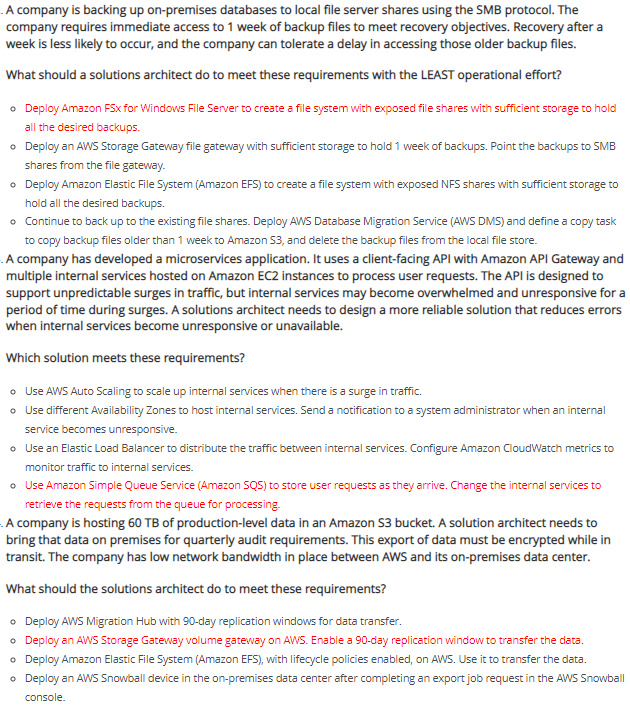 . A company is backing up on-premises databases to local file server shares using the SMB protocol. The
company requires immediate access to 1 week of backup files to meet recovery objectives. Recovery after a
week is less likely to occur, and the company can tolerate a delay in accessing those older backup files.
What should a solutions architect do to meet these requirements with the LEAST operational effort?
o Deploy Amazon FSx for Windows File Server to create a file system with exposed file shares with sufficient storage to hold
all the desired backups.
o Deploy an AWS Storage Gateway file gateway with sufficient storage to hold 1 week of backups. Point the backups to SMB
shares from the file gateway.
o Deploy Amazon Elastic File System (Amazon EFS) to create a file system with exposed NFS shares with sufficient storage to
hold all the desired backups.
o Continue to back up to the existing file shares. Deploy AWS Database Migration Service (AWS DMS) and define a copy task
to copy backup files older than 1 week to Amazon S3, and delete the backup files from the local file store.
. A company has developed a microservices application. It uses a client-facing API with Amazon API Gateway and
multiple internal services hosted on Amazon EC2 instances to process user requests. The API is designed to
support unpredictable surges in traffic, but internal services may become overwhelmed and unresponsive for a
period of time during surges. A solutions architect needs to design a more reliable solution that reduces errors
when internal services become unresponsive or unavailable.
Which solution meets these requirements?
o Use AWS Auto Scaling to scale up internal services when there is a surge in traffic.
o Use different Availability Zones to host internal services. Send a notification to a system administrator when an internal
service becomes unresponsive.
o Use an Elastic Load Balancer to distribute the traffic between internal services. Configure Amazon CloudWatch metrics to
monitor traffic to internal services.
o Use Amazon Simple Queue Service (Amazon SQS) to store user requests as they arrive. Change the internal services to
retrieve the requests from the queue for processing.
. A company is hosting 60 TB of production-level data in an Amazon S3 bucket. A solution architect needs to
bring that data on premises for quarterly audit requirements. This export of data must be encrypted while in
transit. The company has low network bandwidth in place between AWS and its on-premises data center.
What should the solutions architect do to meet these requirements?
o Deploy AWS Migration Hub with 90-day replication windows for data transfer.
o Deploy an AWS Storage Gateway volume gateway on AWS. Enable a 90-day replication window to transfer the data.
o Deploy Amazon Elastic File System (Amazon EFS), with lifecycle policies enabled, on AWS. Use it to transfer the data.
o Deploy an AWS Snowball device in the on-premises data center after completing an export job request in the AWS Snowball
console.